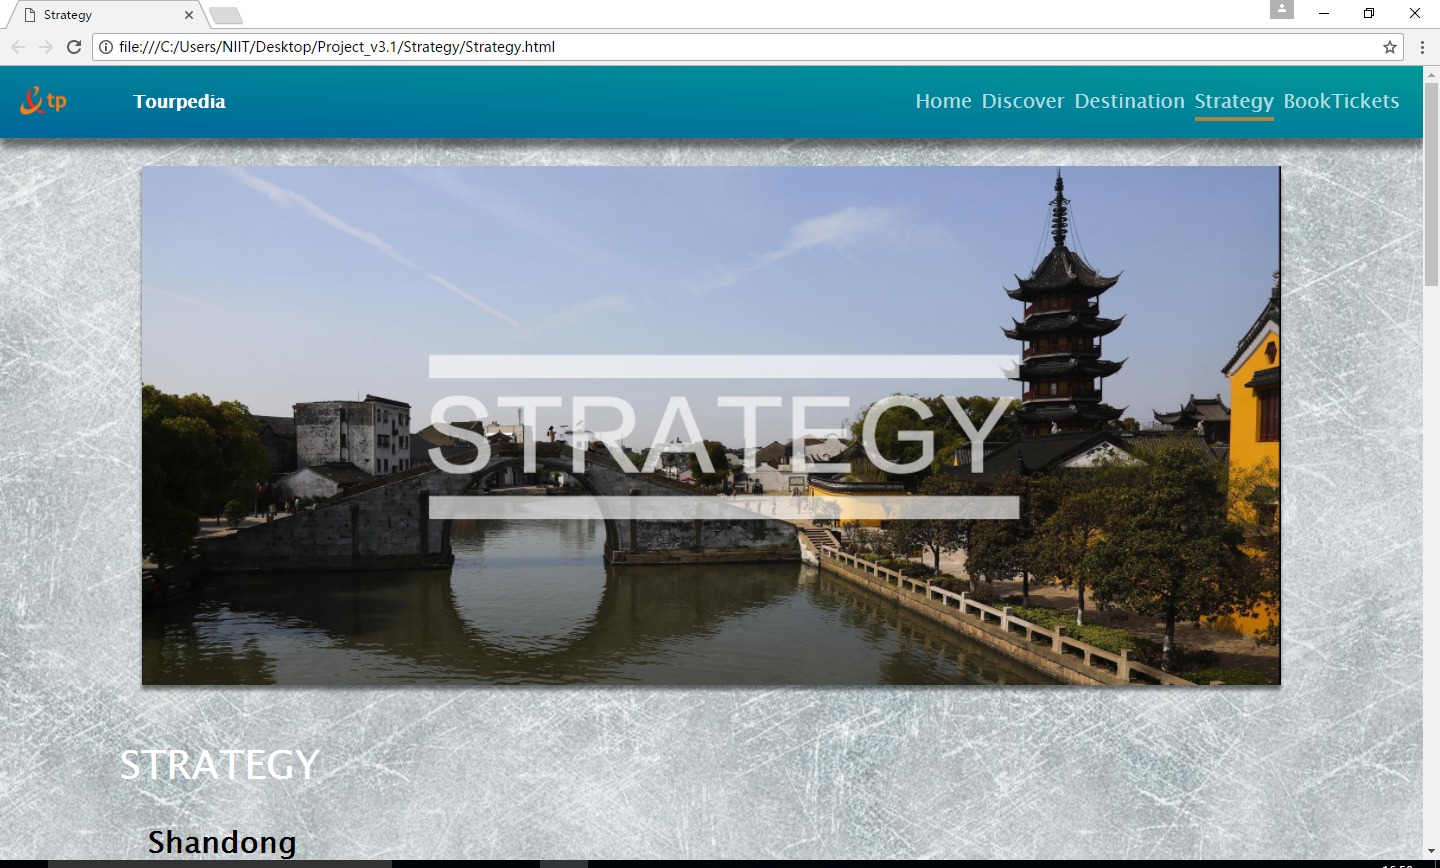 Strategy
file:///C:/Users/NIIT/Desktop/Project_v3.1/Strategy/Strategy.html
tp Tourpedia Home Discover Destination Strategy BookTickets
STRATEGY
STRATEGY
Shandong